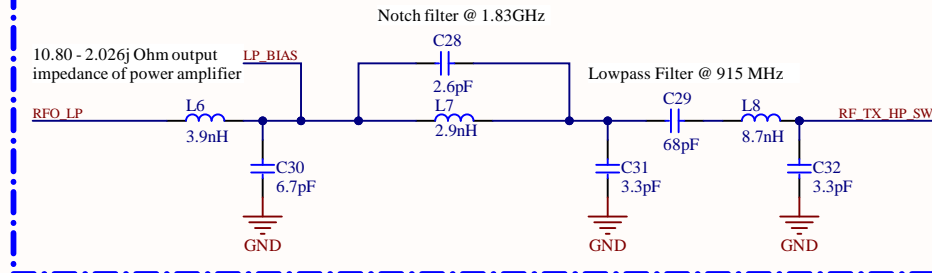 Notch filter @ 1.83GHz
C28
2.6pF
10.80 - 2.026j Ohm output
impedance of power amplifier
LP_BIAS
Lowpass Filter @ 915 MHz
RFO_LP
L6
3.9nH
L7
2.9nH
C29
68pF
L8
8.7nH
RF_TX_HP_SW
C30
6.7pF
C31
3.3pF
C32
3.3pF
GND
GND
GND